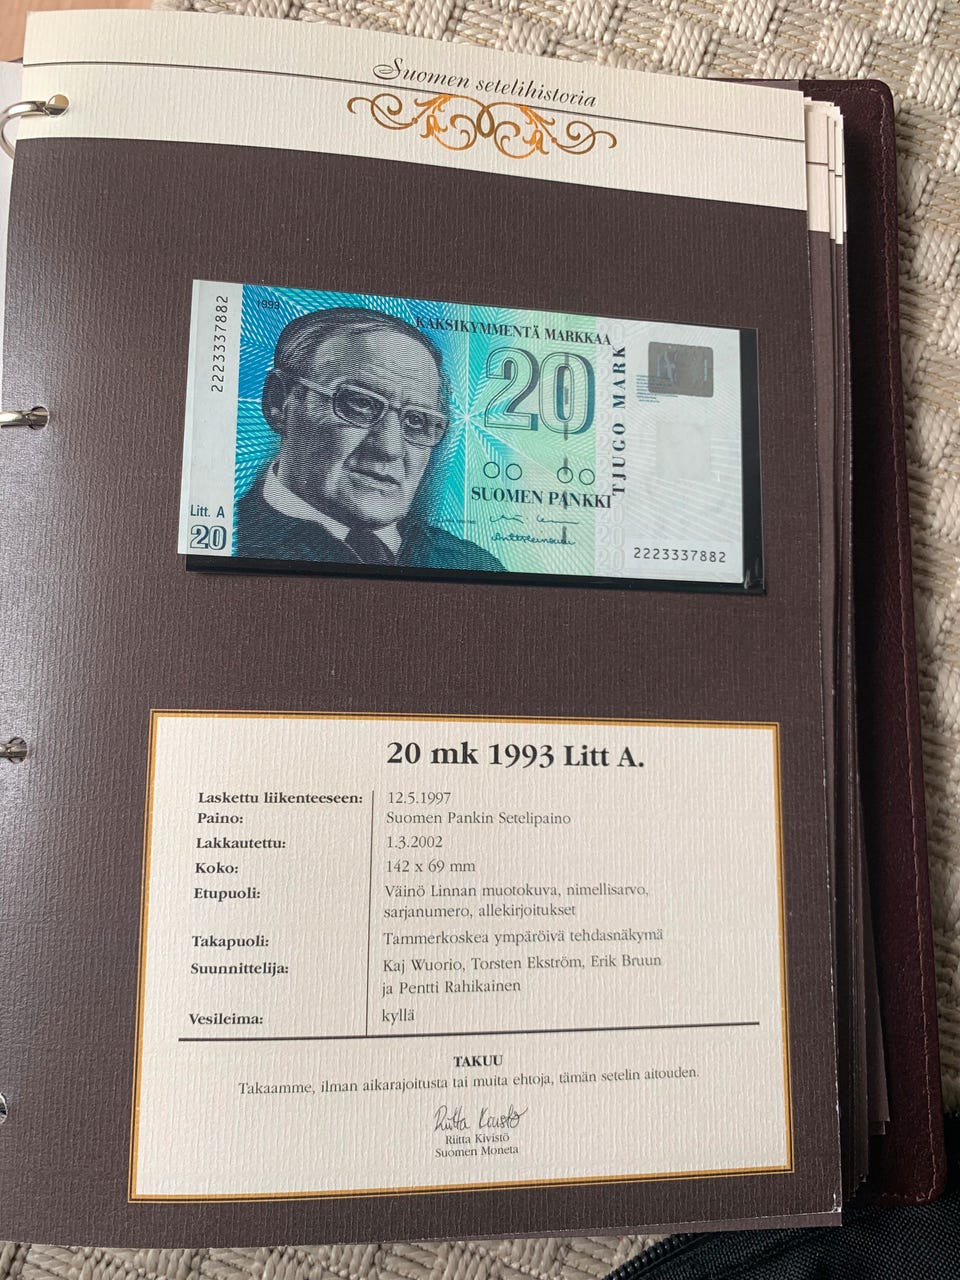 Suomen setelihistoria
2223337882
1993
KAKSIKYMMENTÄ MARKKAA
20
TJUGO MARK
SUOMEN PANKKI
Litt. A
20
2223337882
20 mk 1993 Litt A.
Laskettu liikenteeseen: 12.5.1997
Paino: Suomen Pankin Setelipaino
Lakkautettu: 1.3.2002
Koko: 142 x 69 mm
Etupuoli: Väinö Linnan muotokuva, nimellisarvo,
sarjanumero, allekirjoitukset
Takapuoli: Tammerkoskea ympäröivä tehdasnäkymä
Suunnittelija: Kaj Wuorio, Torsten Ekström, Erik Bruun
ja Pentti Rahikainen
Vesileima: kyllä
TAKUU
Takaamme, ilman aikarajoitusta tai muita ehtoja, tämän setelin aitouden.
Riitta Kivistö
Riitta Kivistö
Suomen Moneta